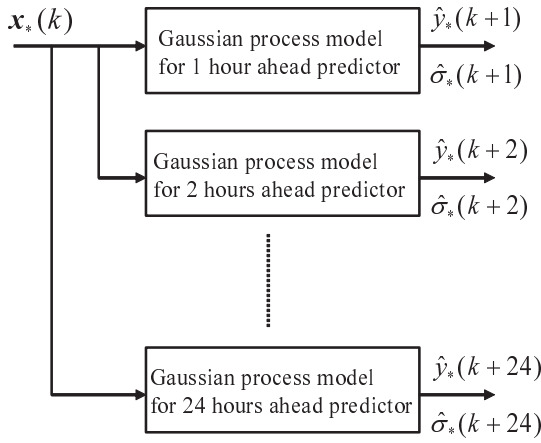 x*(k)
Gaussian process model
for 1 hour ahead predictor
ŷ*(k+1)
σ̂*(k+1)
Gaussian process model
for 2 hours ahead predictor
ŷ*(k+2)
σ̂*(k+2)
Gaussian process model
for 24 hours ahead predictor
ŷ*(k+24)
σ̂*(k+24)